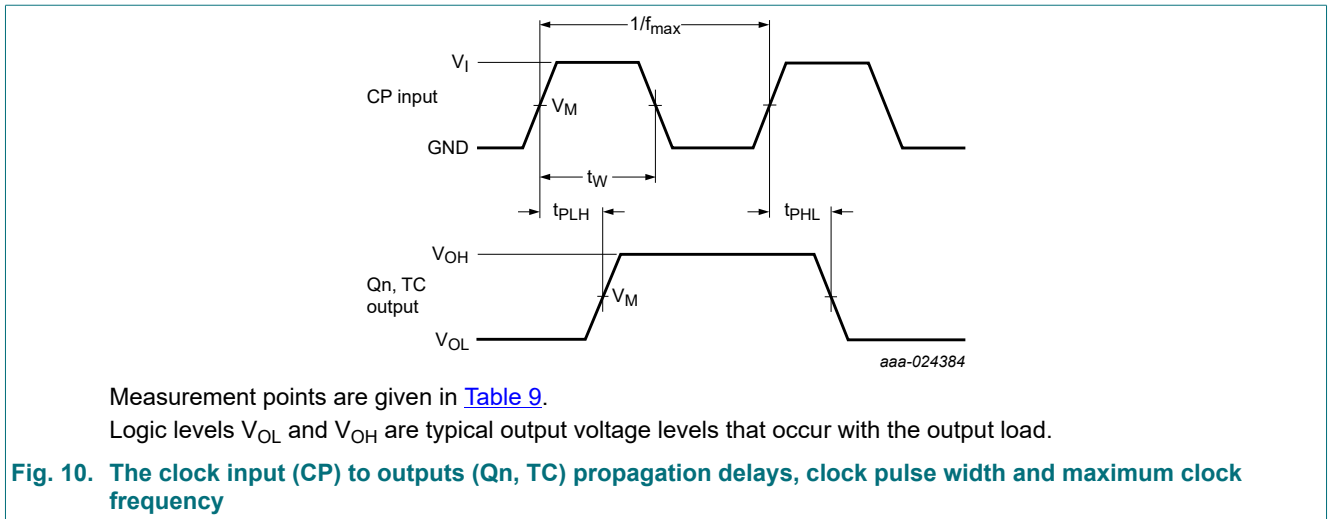 1/fmax
VI
CP input
VM
GND
tW
tPLH
tPHL
VOH
Qn, TC
output
VM
VOL
aaa-024384
Measurement points are given in Table 9.
Logic levels VOL and VOH are typical output voltage levels that occur with the output load.
Fig. 10. The clock input (CP) to outputs (Qn, TC) propagation delays, clock pulse width and maximum clock
frequency